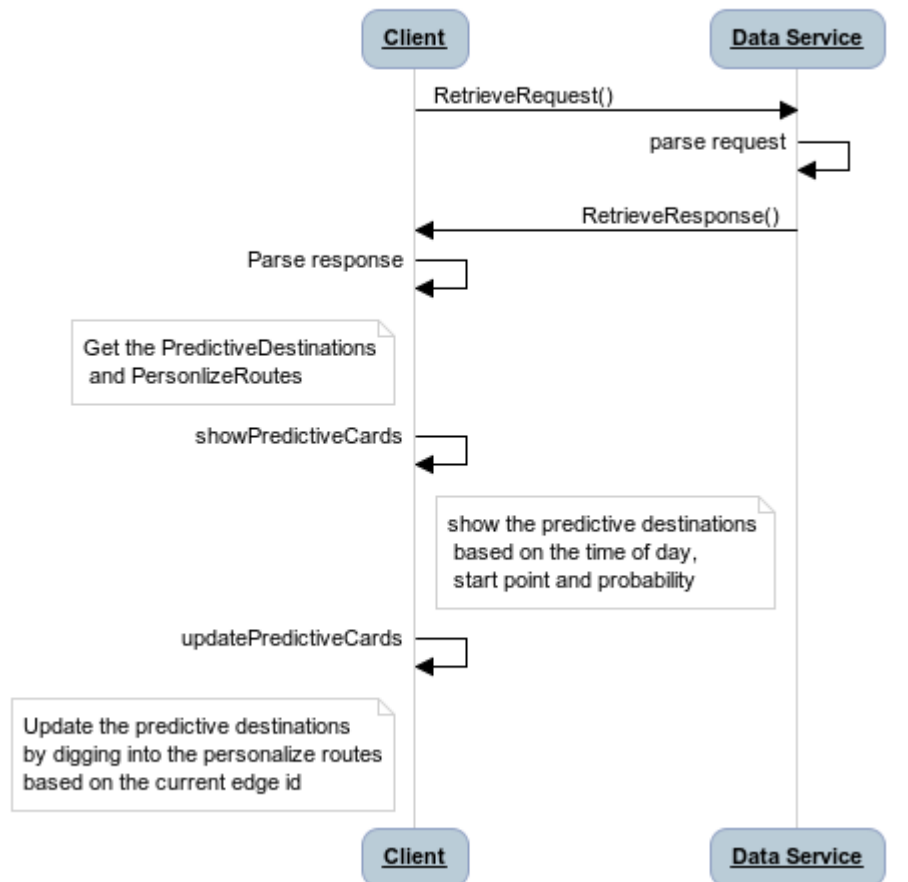 Client
Data Service
RetrieveRequest()
parse request
RetrieveResponse()
Parse response
Get the PredictiveDestinations
and PersonlizeRoutes
showPredictiveCards
show the predictive destinations
based on the time of day,
start point and probability
updatePredictiveCards
Update the predictive destinations
by digging into the personalize routes
based on the current edge id
Client
Data Service